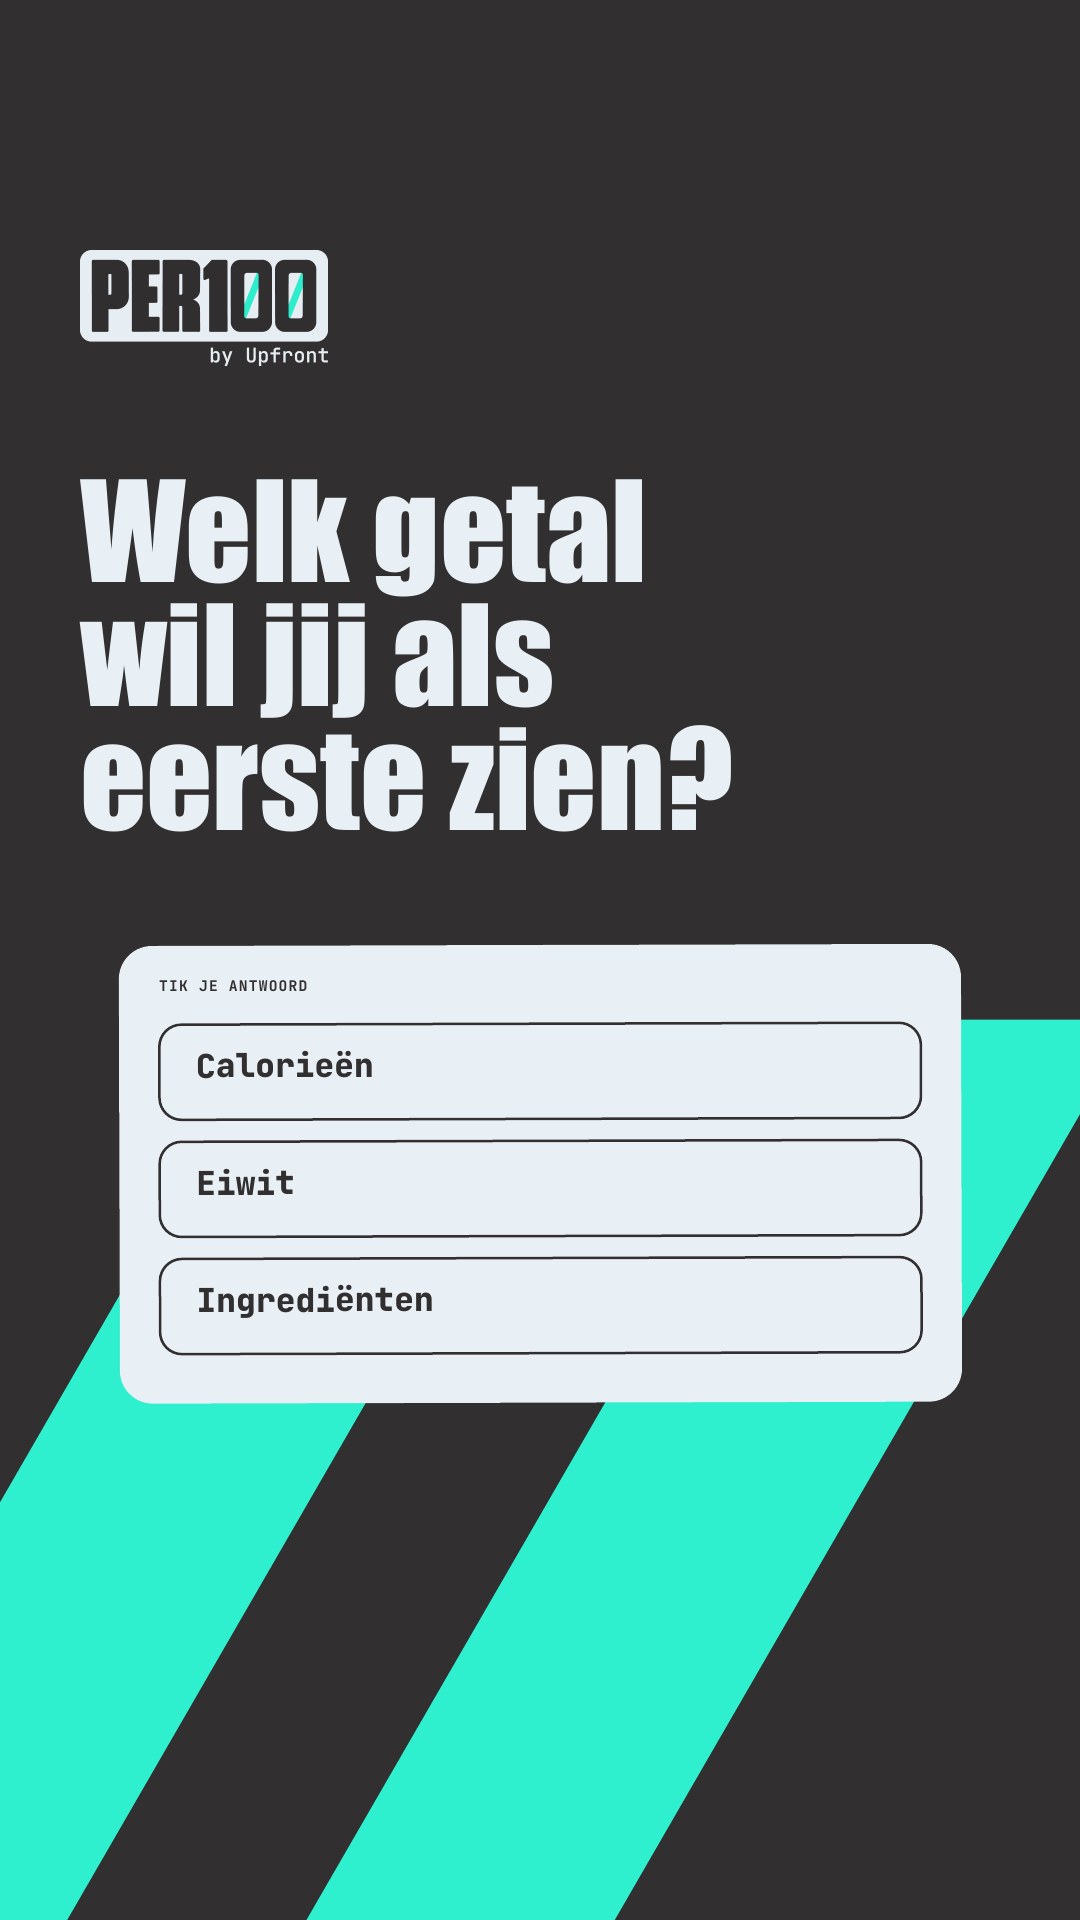 PER100
by Upfront
Welk getal
wil jij als
eerste zien?
TIK JE ANTWOORD
Calorieën
Eiwit
Ingrediënten